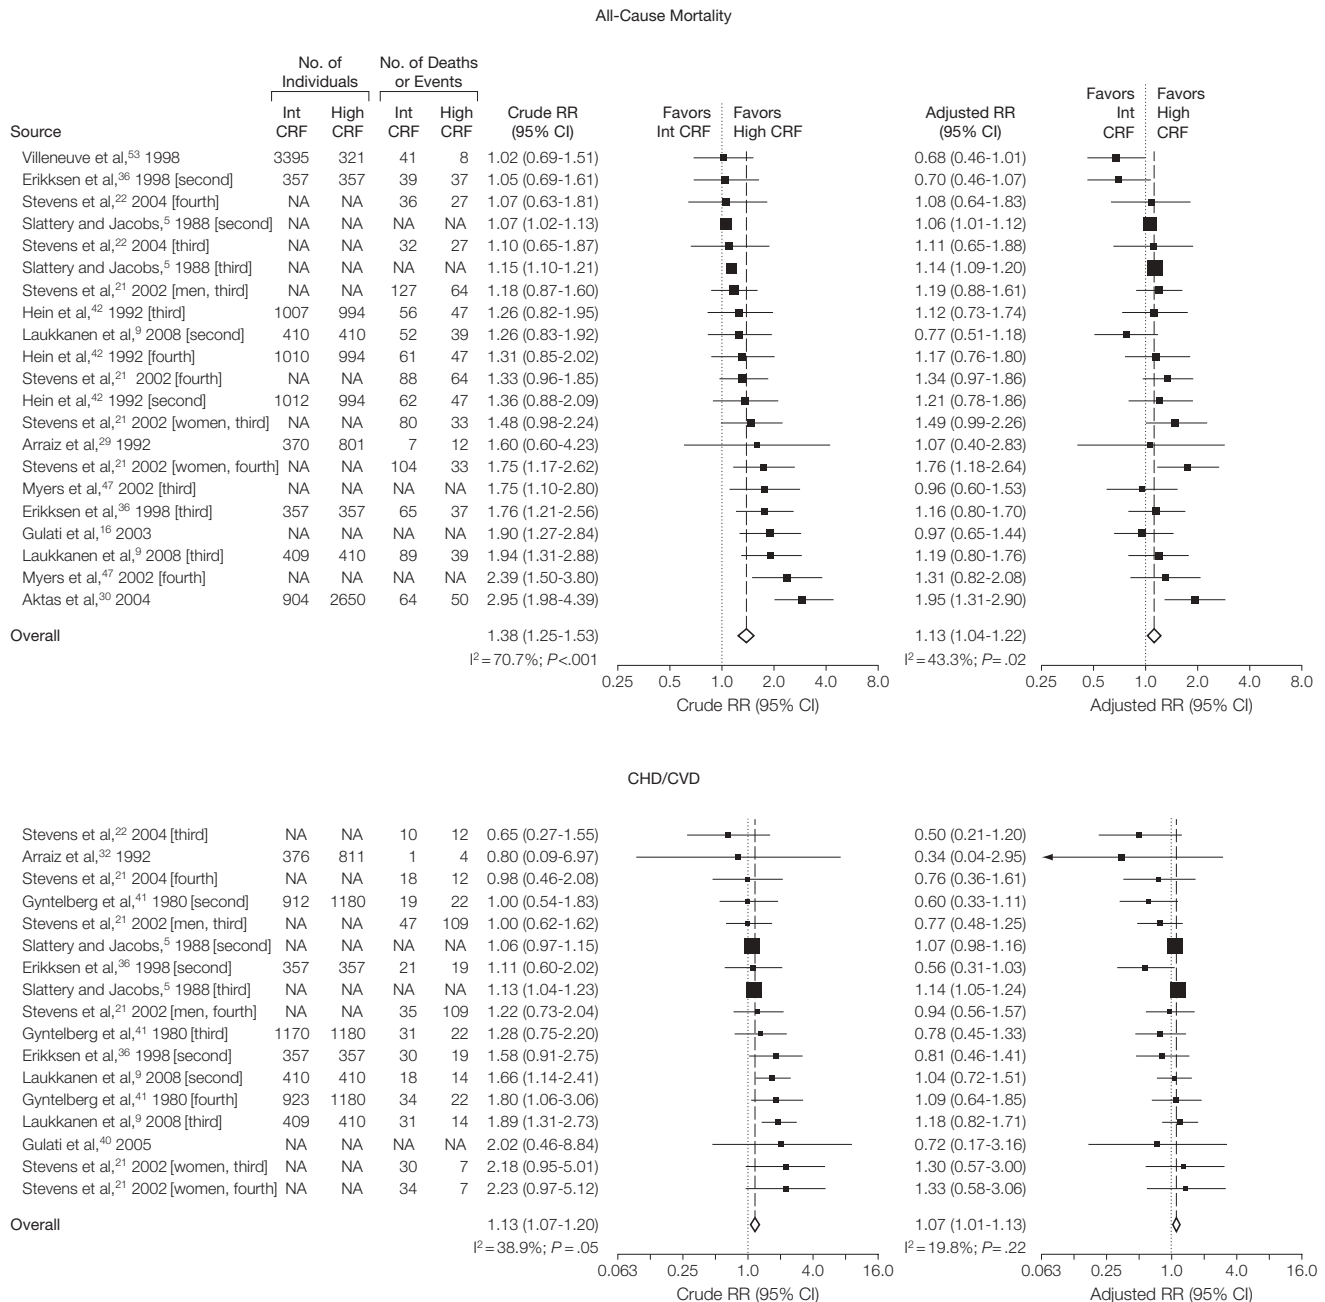 All-Cause Mortality
No. of Individuals No. of Deaths or Events
Source Int CRF High CRF Int CRF High CRF Crude RR (95% CI) Favors Int CRF Favors High CRF Adjusted RR (95% CI) Favors Int CRF Favors High CRF
Villeneuve et al,53 1998 3395 321 41 8 1.02 (0.69-1.51) 0.68 (0.46-1.01)
Erikksen et al,36 1998 [second] 357 357 39 37 1.05 (0.69-1.61) 0.70 (0.46-1.07)
Stevens et al,22 2004 [fourth] NA NA 36 27 1.07 (0.63-1.81) 1.08 (0.64-1.83)
Slattery and Jacobs,5 1988 [second] NA NA NA NA 1.07 (1.02-1.13) 1.06 (1.01-1.12)
Stevens et al,22 2004 [third] NA NA 32 27 1.10 (0.65-1.87) 1.11 (0.65-1.88)
Slattery and Jacobs,5 1988 [third] NA NA NA NA 1.15 (1.10-1.21) 1.14 (1.09-1.20)
Stevens et al,21 2002 [men, third] NA NA 127 64 1.18 (0.87-1.60) 1.19 (0.88-1.61)
Hein et al,42 1992 [third] 1007 994 56 47 1.26 (0.82-1.95) 1.12 (0.73-1.74)
Laukkanen et al,9 2008 [second] 410 410 52 39 1.26 (0.83-1.92) 0.77 (0.51-1.18)
Hein et al,42 1992 [fourth] 1010 994 61 47 1.31 (0.85-2.02) 1.17 (0.76-1.80)
Stevens et al,21 2002 [fourth] NA NA 88 64 1.33 (0.96-1.85) 1.34 (0.97-1.86)
Hein et al,42 1992 [second] 1012 994 62 47 1.36 (0.88-2.09) 1.21 (0.78-1.86)
Stevens et al,21 2002 [women, third] NA NA 80 33 1.48 (0.98-2.24) 1.49 (0.99-2.26)
Arraiz et al,29 1992 370 801 7 12 1.60 (0.60-4.23) 1.07 (0.40-2.83)
Stevens et al,21 2002 [women, fourth] NA NA 104 33 1.75 (1.17-2.62) 1.76 (1.18-2.64)
Myers et al,47 2002 [third] NA NA NA NA 1.75 (1.10-2.80) 0.96 (0.60-1.53)
Erikksen et al,36 1998 [third] 357 357 65 37 1.76 (1.21-2.56) 1.16 (0.80-1.70)
Gulati et al,16 2003 NA NA NA NA 1.90 (1.27-2.84) 0.97 (0.65-1.44)
Laukkanen et al,9 2008 [third] 409 410 89 39 1.94 (1.31-2.88) 1.19 (0.80-1.76)
Myers et al,47 2002 [fourth] NA NA NA NA 2.39 (1.50-3.80) 1.31 (0.82-2.08)
Aktas et al,30 2004 904 2650 64 50 2.95 (1.98-4.39) 1.95 (1.31-2.90)
Overall 1.38 (1.25-1.53) 1.13 (1.04-1.22)
I2=70.7%; P<.001 I2=43.3%; P=.02
0.25 0.5 1.0 2.0 4.0 8.0 0.25 0.5 1.0 2.0 4.0 8.0
Crude RR (95% CI) Adjusted RR (95% CI)
CHD/CVD
Stevens et al,22 2004 [third] NA NA 10 12 0.65 (0.27-1.55) 0.50 (0.21-1.20)
Arraiz et al,32 1992 376 811 1 4 0.80 (0.09-6.97) 0.34 (0.04-2.95)
Stevens et al,21 2004 [fourth] NA NA 18 12 0.98 (0.46-2.08) 0.76 (0.36-1.61)
Gyntelberg et al,41 1980 [second] 912 1180 19 22 1.00 (0.54-1.83) 0.60 (0.33-1.11)
Stevens et al,21 2002 [men, third] NA NA 47 109 1.00 (0.62-1.62) 0.77 (0.48-1.25)
Slattery and Jacobs,5 1988 [second] NA NA NA NA 1.06 (0.97-1.15) 1.07 (0.98-1.16)
Erikksen et al,36 1998 [second] 357 357 21 19 1.11 (0.60-2.02) 0.56 (0.31-1.03)
Slattery and Jacobs,5 1988 [third] NA NA NA NA 1.13 (1.04-1.23) 1.14 (1.05-1.24)
Stevens et al,21 2002 [men, fourth] NA NA 35 109 1.22 (0.73-2.04) 0.94 (0.56-1.57)
Gyntelberg et al,41 1980 [third] 1170 1180 31 22 1.28 (0.75-2.20) 0.78 (0.45-1.33)
Erikksen et al,36 1998 [second] 357 357 30 19 1.58 (0.91-2.75) 0.81 (0.46-1.41)
Laukkanen et al,9 2008 [second] 410 410 18 14 1.66 (1.14-2.41) 1.04 (0.72-1.51)
Gyntelberg et al,41 1980 [fourth] 923 1180 34 22 1.80 (1.06-3.06) 1.09 (0.64-1.85)
Laukkanen et al,9 2008 [third] 409 410 31 14 1.89 (1.31-2.73) 1.18 (0.82-1.71)
Gulati et al,40 2005 NA NA NA NA 2.02 (0.46-8.84) 0.72 (0.17-3.16)
Stevens et al,21 2002 [women, third] NA NA 30 7 2.18 (0.95-5.01) 1.30 (0.57-3.00)
Stevens et al,21 2002 [women, fourth] NA NA 34 7 2.23 (0.97-5.12) 1.33 (0.58-3.06)
Overall 1.13 (1.07-1.20) 1.07 (1.01-1.13)
I2=38.9%; P=.05 I2=19.8%; P=.22
0.063 0.25 1.0 4.0 16.0 0.063 0.25 1.0 4.0 16.0
Crude RR (95% CI) Adjusted RR (95% CI)